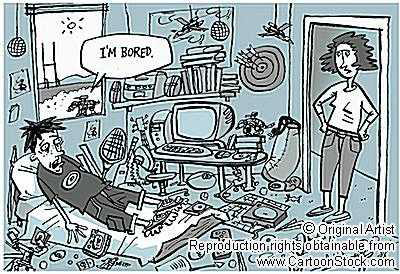 I'M BORED.
© Original Artist
Reproduction rights obtainable from
www.CartoonStock.com